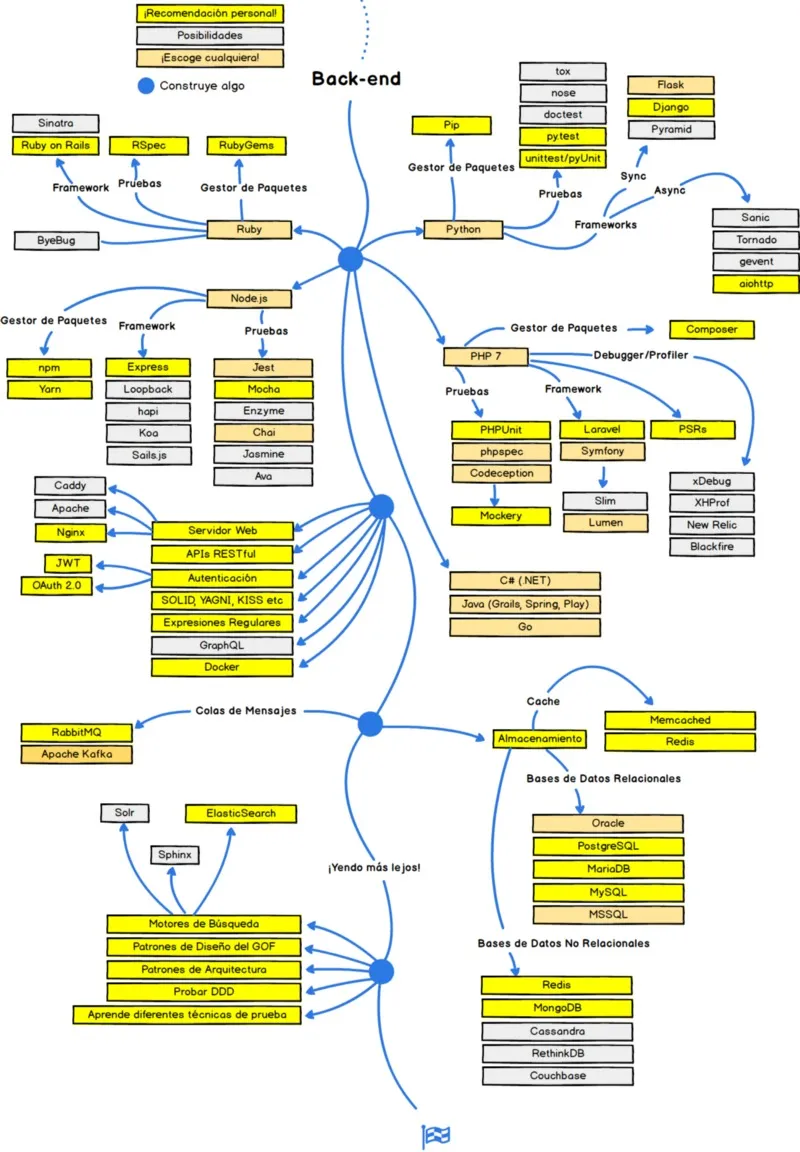 ¡Recomendación personal!
Posibilidades
¡Escoge cualquiera!
Construye algo
Back-end
Sinatra
Ruby on Rails
RSpec
RubyGems
Framework
Pruebas
Gestor de Paquetes
Ruby
ByeBug
Pip
Gestor de Paquetes
Python
tox
nose
doctest
py.test
unittest/pyUnit
Pruebas
Frameworks
Sync
Async
Flask
Django
Pyramid
Sanic
Tornado
gevent
aiohttp
Node.js
Gestor de Paquetes
Framework
Pruebas
npm
Yarn
Express
Loopback
hapi
Koa
Sails.js
Jest
Mocha
Enzyme
Chai
Jasmine
Ava
PHP 7
Gestor de Paquetes
Composer
Debugger/Profiler
Pruebas
Framework
PHPUnit
phpspec
Codeception
Mockery
Laravel
Symfony
Slim
Lumen
PSRs
xDebug
XHProf
New Relic
Blackfire
Caddy
Apache
Nginx
JWT
OAuth 2.0
Servidor Web
APIs RESTful
Autenticación
SOLID, YAGNI, KISS etc
Expresiones Regulares
GraphQL
Docker
C# (.NET)
Java (Grails, Spring, Play)
Go
Colas de Mensajes
RabbitMQ
Apache Kafka
Almacenamiento
Cache
Memcached
Redis
Bases de Datos Relacionales
Oracle
PostgreSQL
MariaDB
MySQL
MSSQL
Solr
Sphinx
ElasticSearch
¡Yendo más lejos!
Motores de Búsqueda
Patrones de Diseño del GOF
Patrones de Arquitectura
Probar DDD
Aprende diferentes técnicas de prueba
Bases de Datos No Relacionales
Redis
MongoDB
Cassandra
RethinkDB
Couchbase